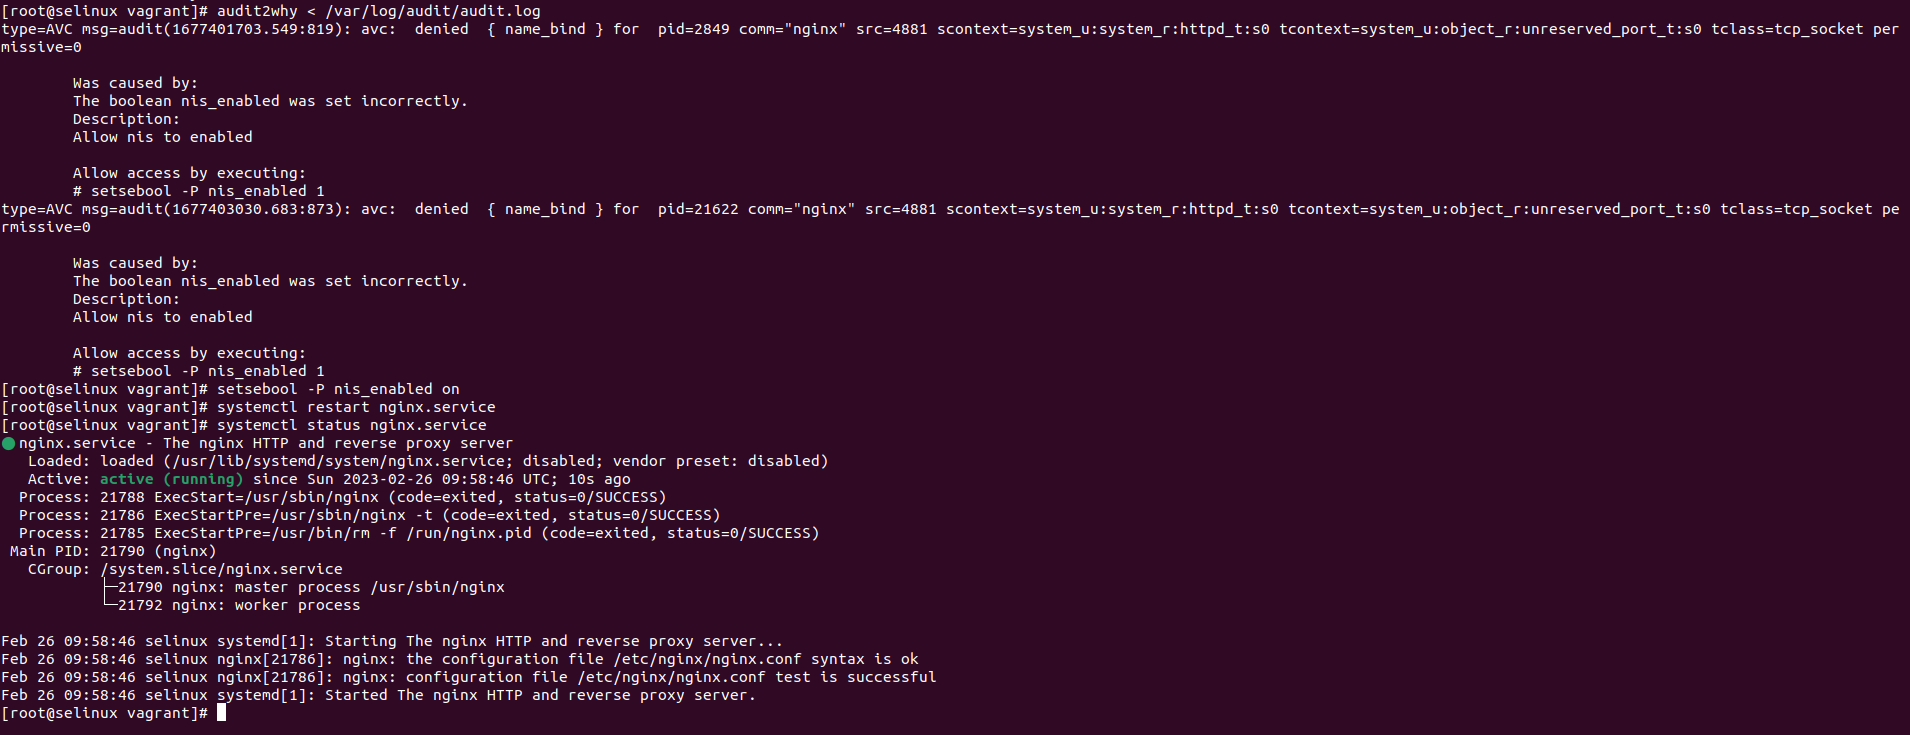 [root@selinux vagrant]# audit2why < /var/log/audit/audit.log
type=AVC msg=audit(1677401703.549:819): avc:  denied  { name_bind } for  pid=2849 comm="nginx" src=4881 scontext=system_u:system_r:httpd_t:s0 tcontext=system_u:object_r:unreserved_port_t:s0 tclass=tcp_socket per
missive=0

        Was caused by:
        The boolean nis_enabled was set incorrectly.
        Description:
        Allow nis to enabled

        Allow access by executing:
        # setsebool -P nis_enabled 1
type=AVC msg=audit(1677403030.683:873): avc:  denied  { name_bind } for  pid=21622 comm="nginx" src=4881 scontext=system_u:system_r:httpd_t:s0 tcontext=system_u:object_r:unreserved_port_t:s0 tclass=tcp_socket pe
rmissive=0

        Was caused by:
        The boolean nis_enabled was set incorrectly.
        Description:
        Allow nis to enabled

        Allow access by executing:
        # setsebool -P nis_enabled 1
[root@selinux vagrant]# setsebool -P nis_enabled on
[root@selinux vagrant]# systemctl restart nginx.service
[root@selinux vagrant]# systemctl status nginx.service
● nginx.service - The nginx HTTP and reverse proxy server
   Loaded: loaded (/usr/lib/systemd/system/nginx.service; disabled; vendor preset: disabled)
   Active: active (running) since Sun 2023-02-26 09:58:46 UTC; 10s ago
  Process: 21788 ExecStart=/usr/sbin/nginx (code=exited, status=0/SUCCESS)
  Process: 21786 ExecStartPre=/usr/sbin/nginx -t (code=exited, status=0/SUCCESS)
  Process: 21785 ExecStartPre=/usr/bin/rm -f /run/nginx.pid (code=exited, status=0/SUCCESS)
 Main PID: 21790 (nginx)
   CGroup: /system.slice/nginx.service
           ├─21790 nginx: master process /usr/sbin/nginx
           └─21792 nginx: worker process

Feb 26 09:58:46 selinux systemd[1]: Starting The nginx HTTP and reverse proxy server...
Feb 26 09:58:46 selinux nginx[21786]: nginx: the configuration file /etc/nginx/nginx.conf syntax is ok
Feb 26 09:58:46 selinux nginx[21786]: nginx: configuration file /etc/nginx/nginx.conf test is successful
Feb 26 09:58:46 selinux systemd[1]: Started The nginx HTTP and reverse proxy server.
[root@selinux vagrant]#